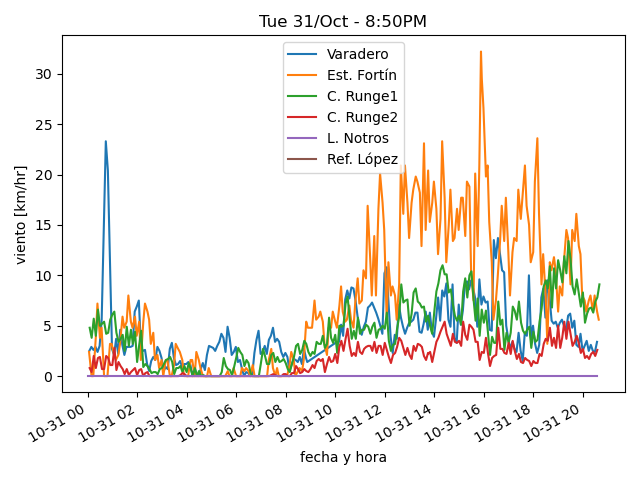 Tue 31/Oct - 8:50PM
Varadero
Est. Fortín
C. Runge1
C. Runge2
L. Notros
Ref. López
viento [km/hr]
30
25
20
15
10
5
0
10-31 00
10-31 02
10-31 04
10-31 06
10-31 08
10-31 10
10-31 12
10-31 14
10-31 16
10-31 18
10-31 20
fecha y hora